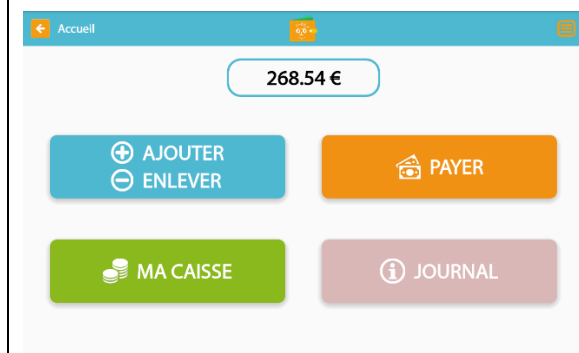 Accueil
268.54 €
AJOUTER
ENLEVER
PAYER
MA CAISSE
JOURNAL